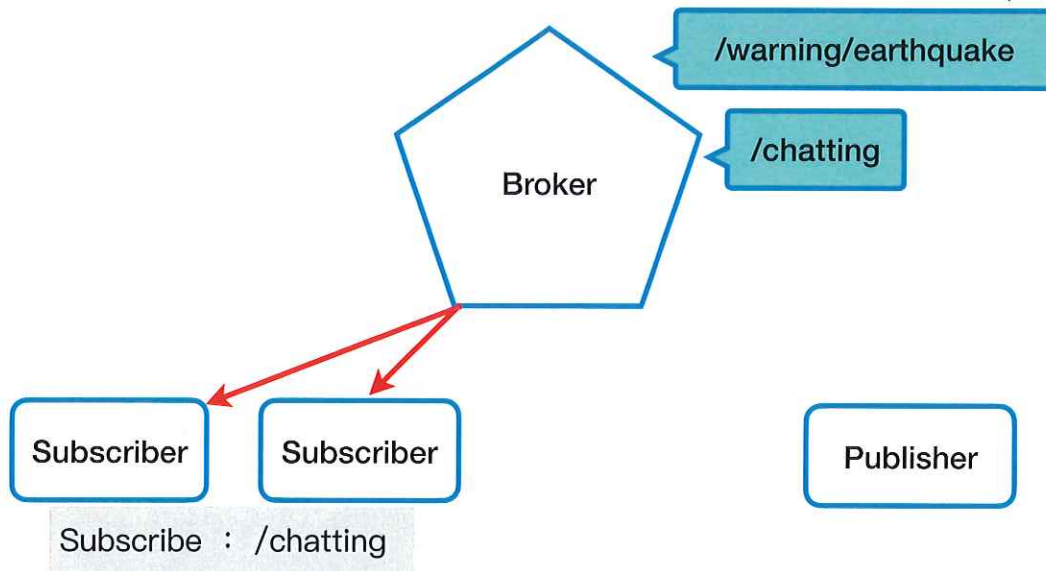 /warning/earthquake
/chatting
Broker
Subscriber
Subscriber
Publisher
Subscribe : /chatting